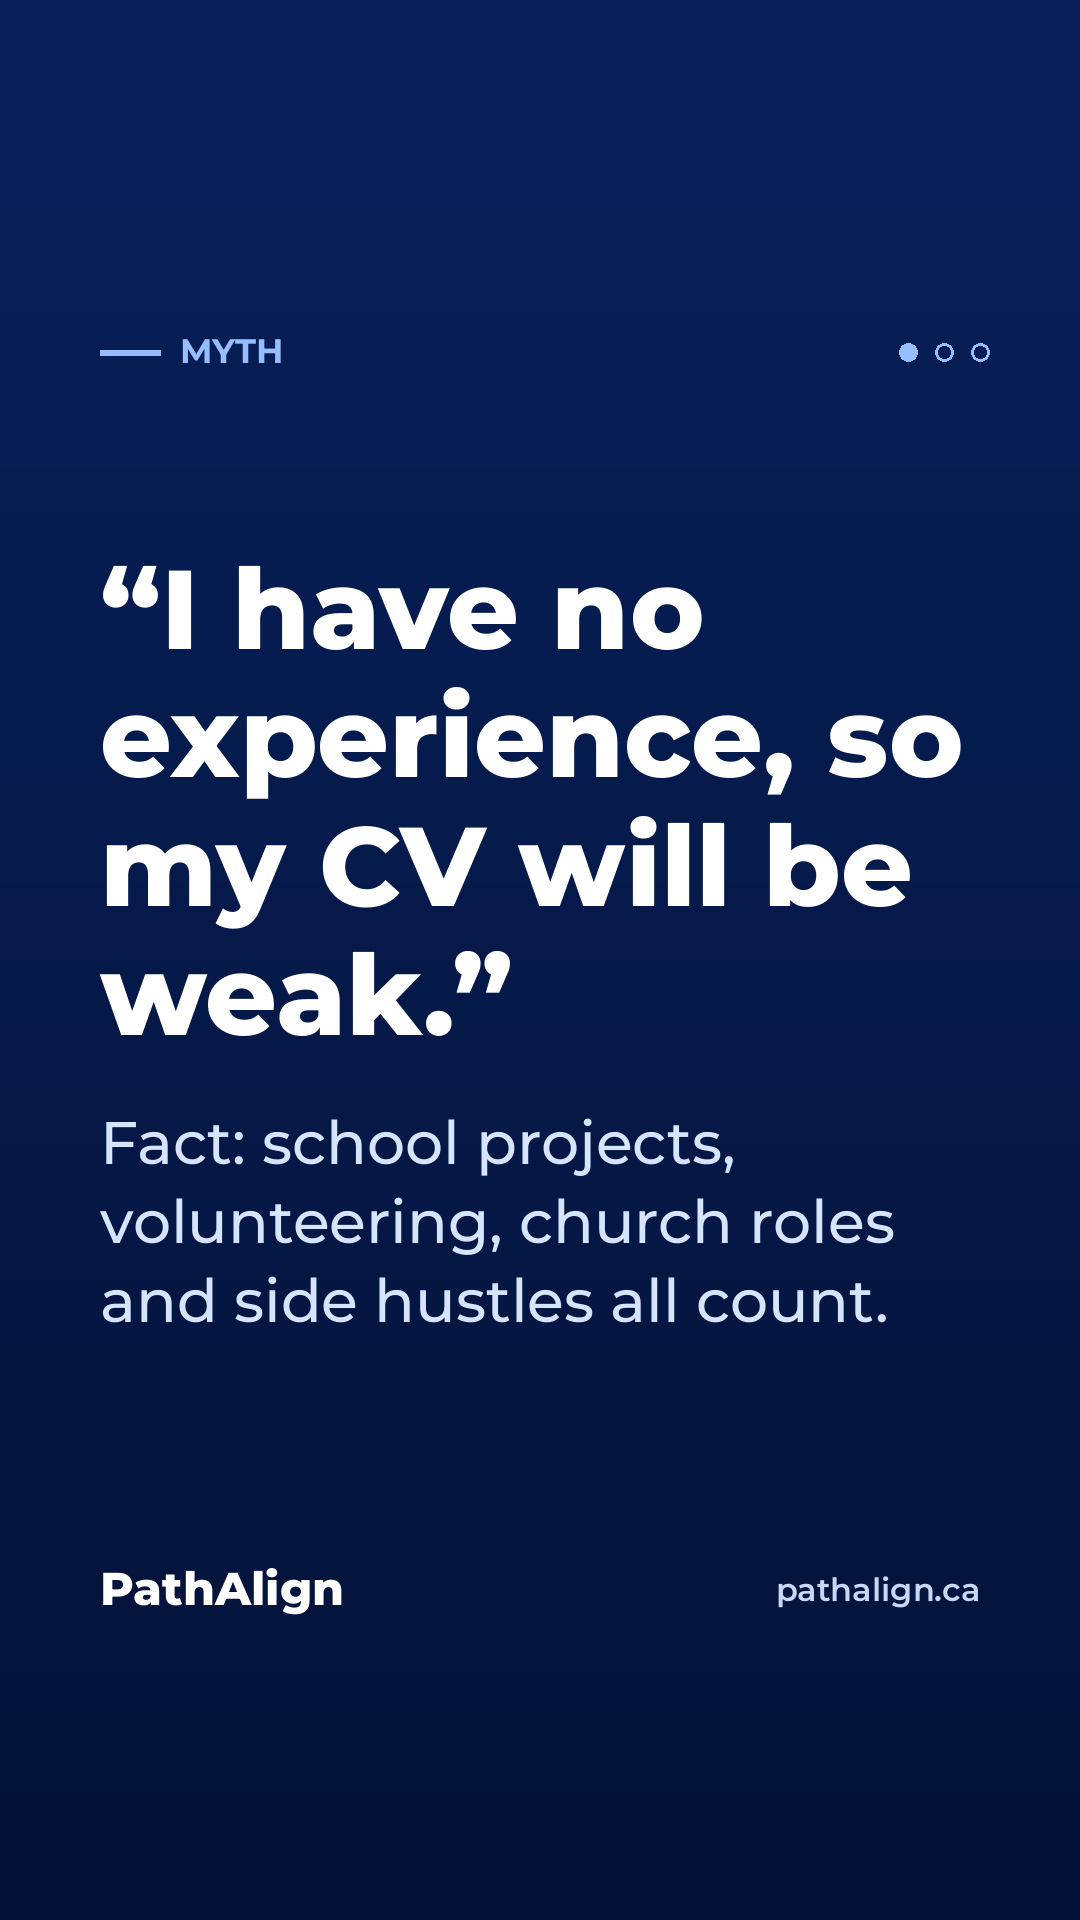 MYTH
“I have no
experience, so
my CV will be
weak.”
Fact: school projects,
volunteering, church roles
and side hustles all count.
PathAlign
pathalign.ca